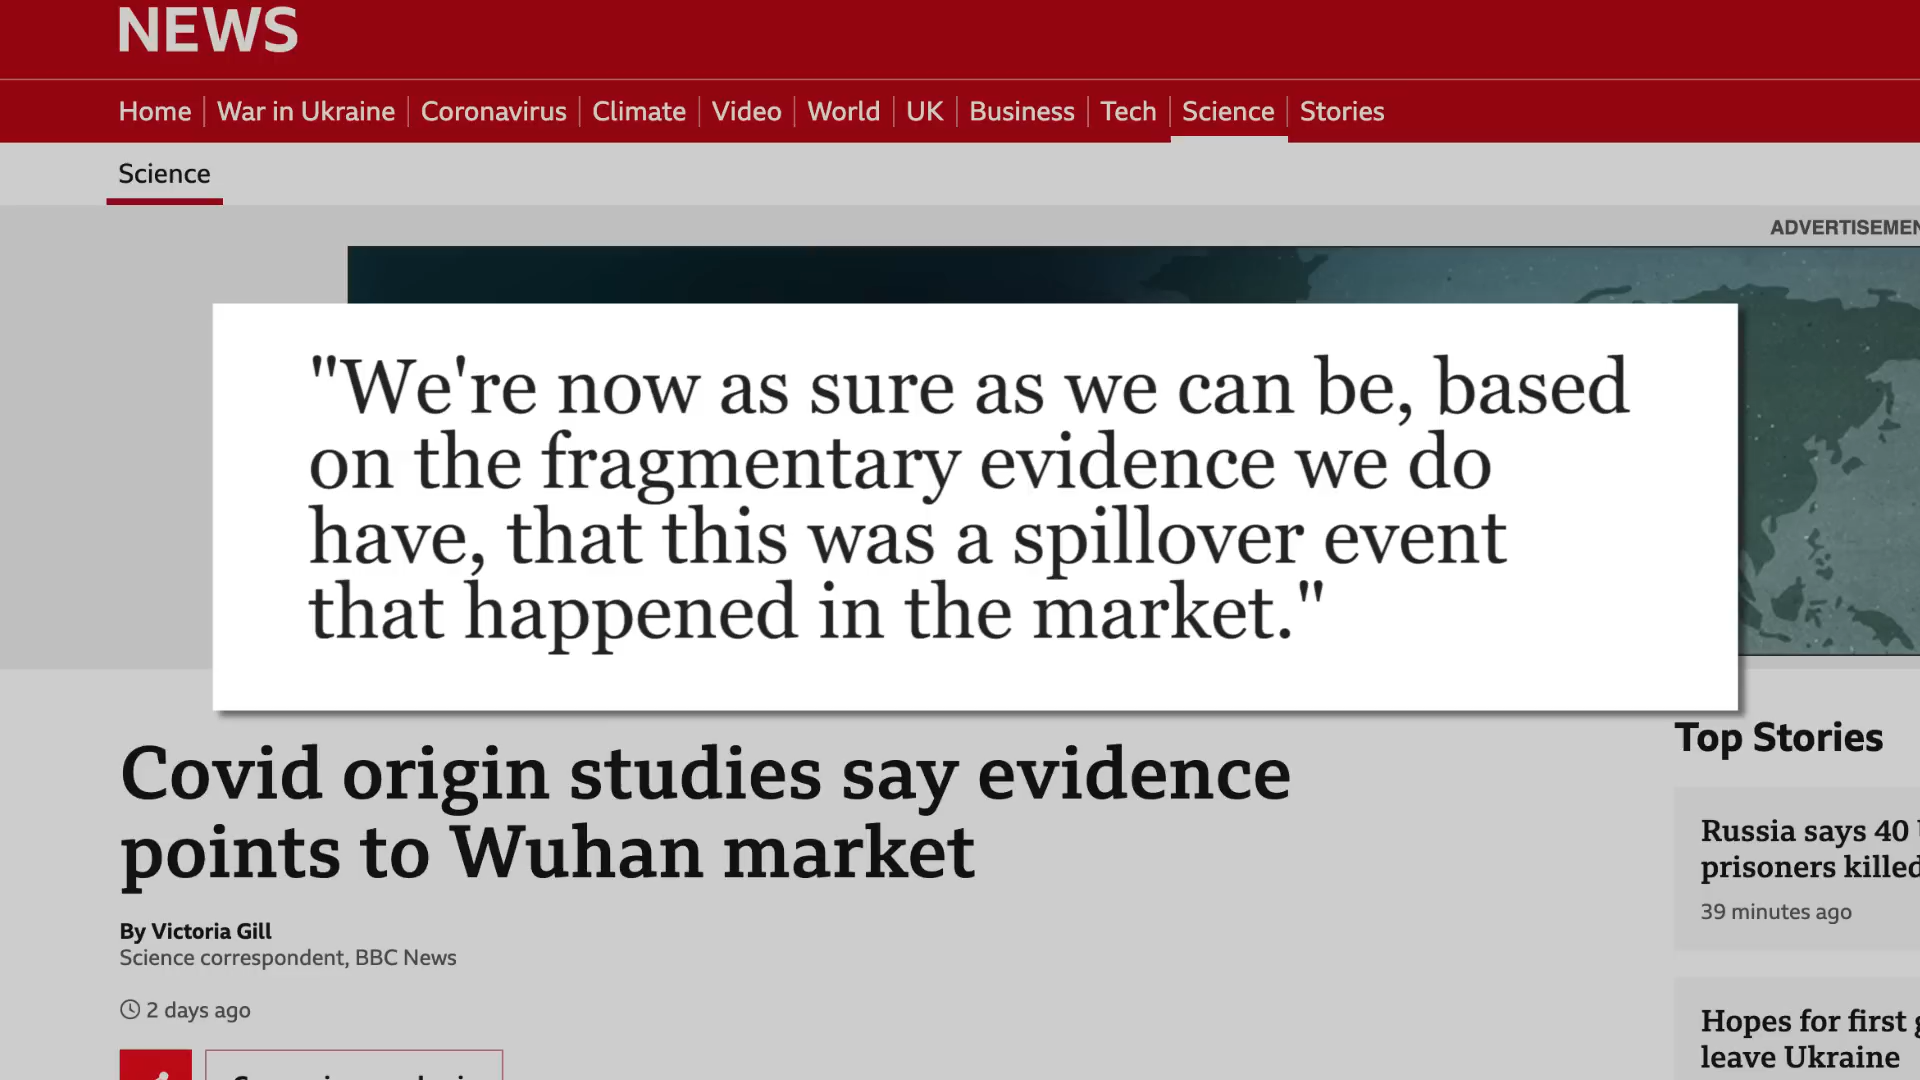 NEWS
Home War in Ukraine Coronavirus Climate Video World UK Business Tech Science Stories
Science
"We're now as sure as we can be, based
on the fragmentary evidence we do
have, that this was a spillover event
that happened in the market."
Covid origin studies say evidence
points to Wuhan market
By Victoria Gill
Science correspondent, BBC News
2 days ago
Top Stories
Russia says 40
prisoners killed
39 minutes ago
Hopes for first
leave Ukraine